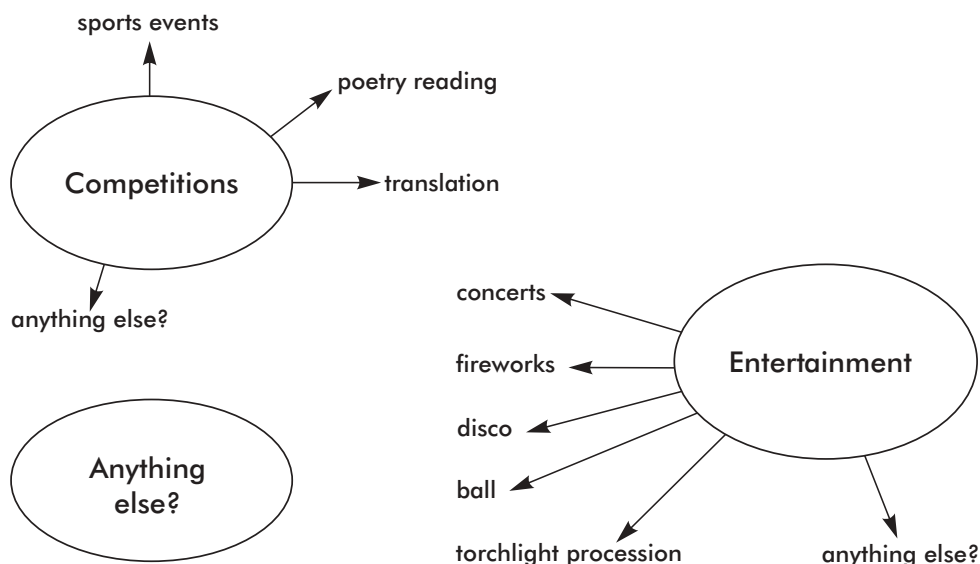 sports events
poetry reading
Competitions
translation
anything else?
concerts
fireworks
Entertainment
disco
ball
torchlight procession
anything else?
Anything
else?